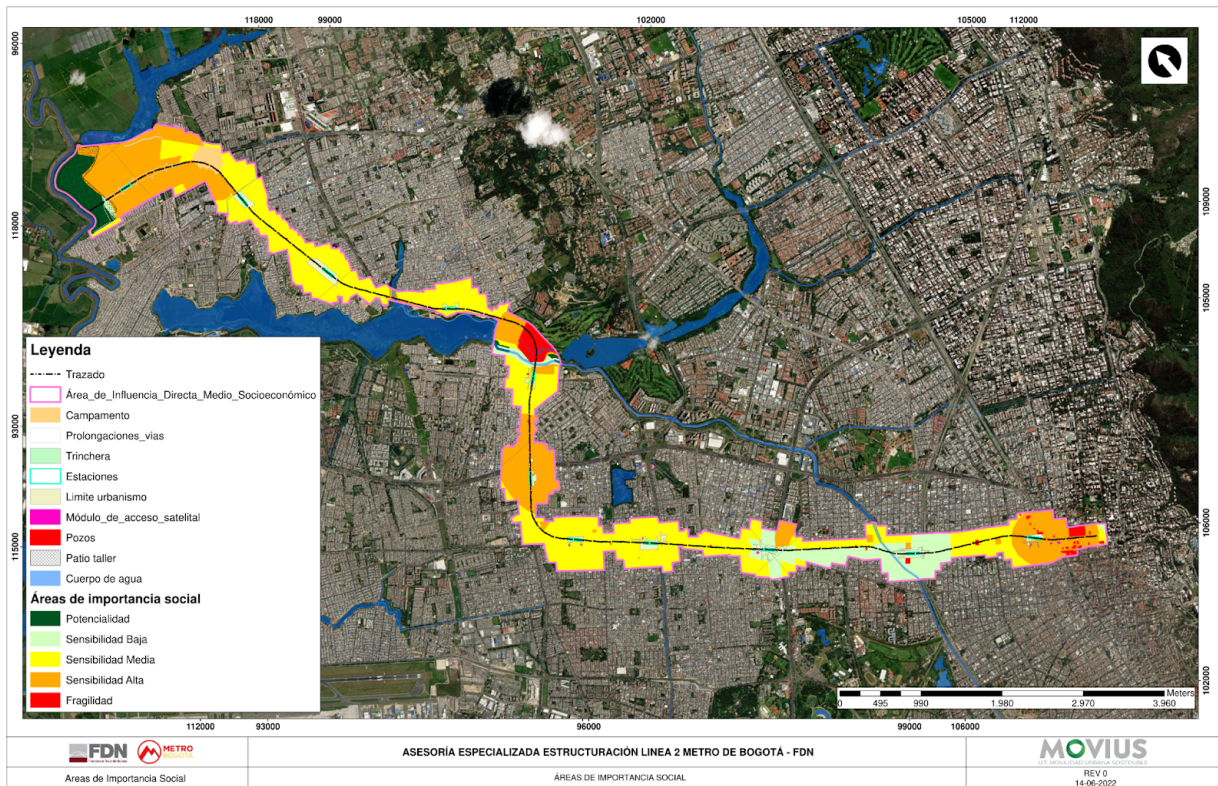 118000 99000 102000 105000 112000
96000
118000
93000
115000
109000
105000
106000
102000
Leyenda
Trazado
Área_de_Influencia_Directa_Medio_Socioeconómico
Campamento
Prolongaciones_vias
Trinchera
Estaciones
Limite urbanismo
Módulo_de_acceso_satelital
Pozos
Patio taller
Cuerpo de agua
Áreas de importancia social
Potencialidad
Sensibilidad Baja
Sensibilidad Media
Sensibilidad Alta
Fragilidad
Meters
0 495 990 1.980 2.970 3.960
112000 93000 96000 99000 106000
FDN
METRO
BOGOTÁ
ASESORÍA ESPECIALIZADA ESTRUCTURACIÓN LINEA 2 METRO DE BOGOTÁ - FDN
MOVIUS
U.T MOVILIDAD URBANA SOSTENIBLE
Areas de Importancia Social
ÁREAS DE IMPORTANCIA SOCIAL
REV 0
14-06-2022